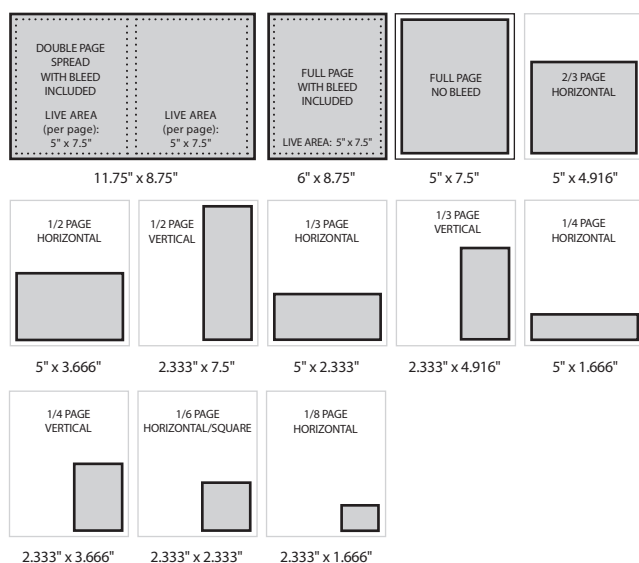 DOUBLE PAGE
SPREAD
WITH BLEED
INCLUDED
LIVE AREA
(per page):
5" x 7.5"
LIVE AREA
(per page):
5" x 7.5"
11.75" x 8.75"
FULL PAGE
WITH BLEED
INCLUDED
LIVE AREA: 5" x 7.5"
6" x 8.75"
FULL PAGE
NO BLEED
5" x 7.5"
2/3 PAGE
HORIZONTAL
5" x 4.916"
1/2 PAGE
HORIZONTAL
5" x 3.666"
1/2 PAGE
VERTICAL
2.333" x 7.5"
1/3 PAGE
HORIZONTAL
5" x 2.333"
1/3 PAGE
VERTICAL
2.333" x 4.916"
1/4 PAGE
HORIZONTAL
5" x 1.666"
1/4 PAGE
VERTICAL
2.333" x 3.666"
1/6 PAGE
HORIZONTAL/SQUARE
2.333" x 2.333"
1/8 PAGE
HORIZONTAL
2.333" x 1.666"